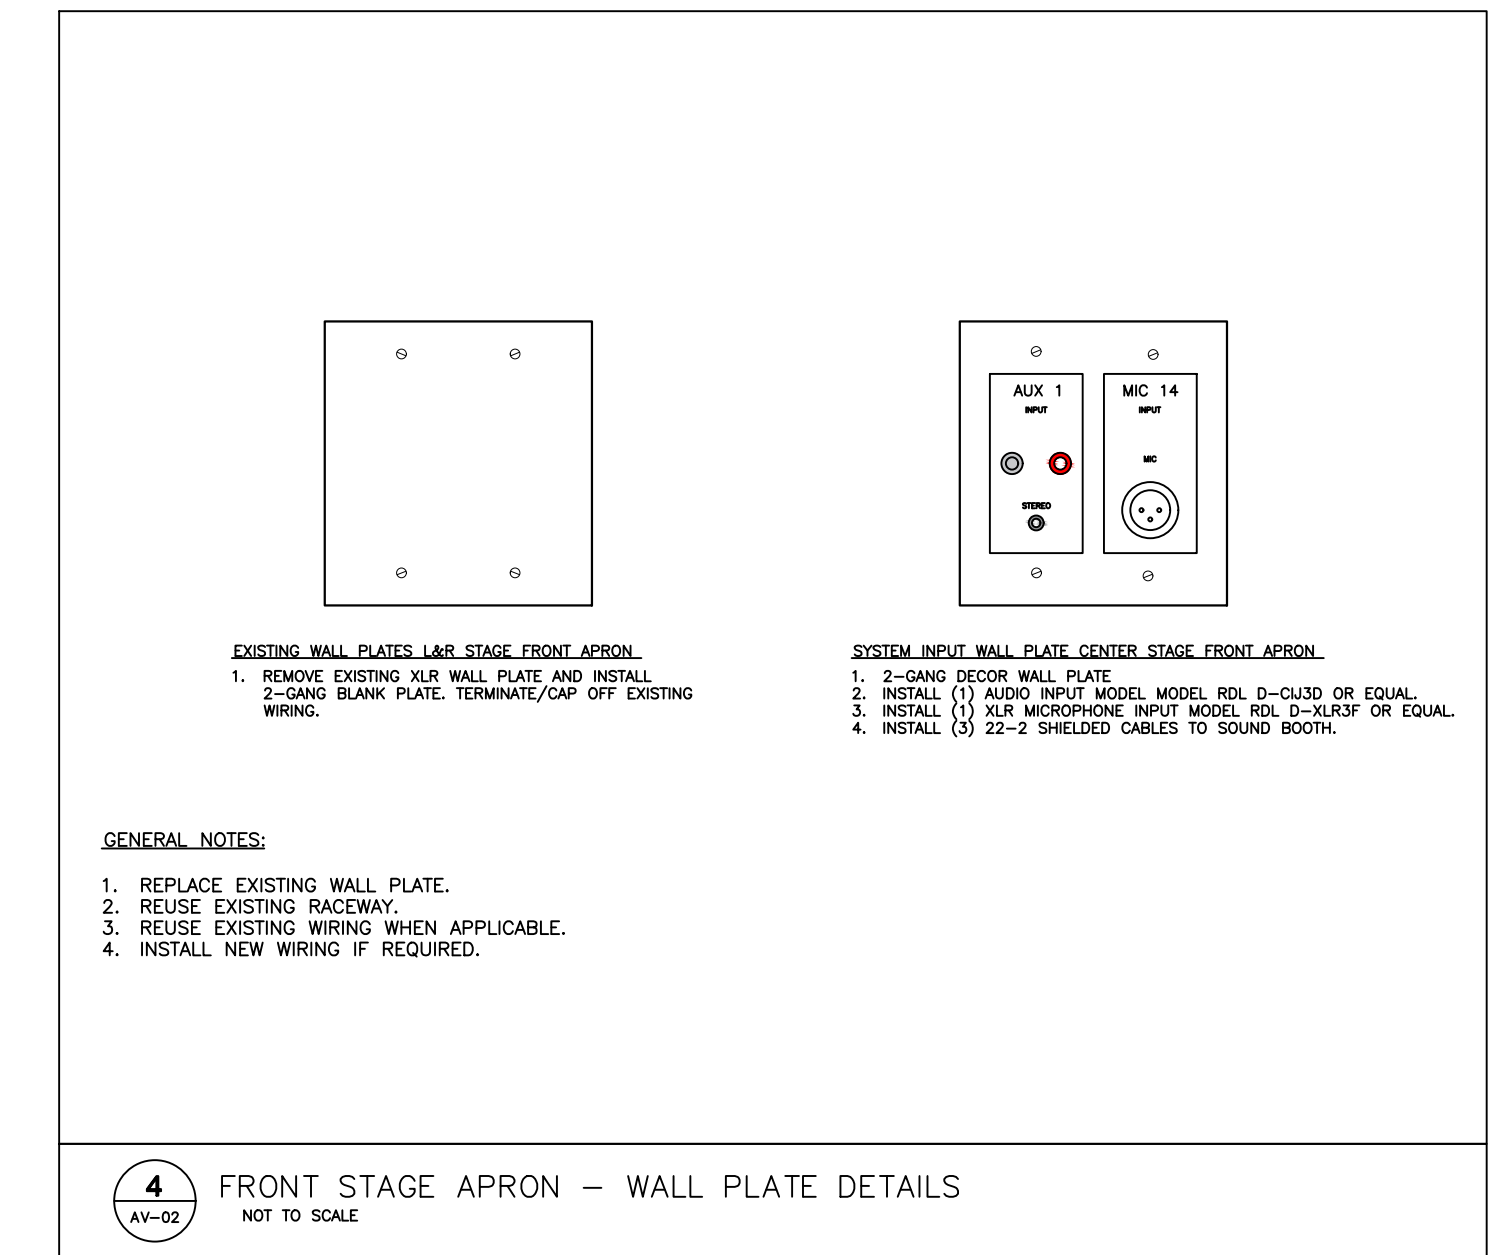 AUX 1
INPUT
STEREO
MIC 14
INPUT
MIC
EXISTING WALL PLATES L&R STAGE FRONT APRON
1. REMOVE EXISTING XLR WALL PLATE AND INSTALL
2-GANG BLANK PLATE. TERMINATE/CAP OFF EXISTING
WIRING.
SYSTEM INPUT WALL PLATE CENTER STAGE FRONT APRON
1. 2-GANG DECOR WALL PLATE
2. INSTALL (1) AUDIO INPUT MODEL MODEL RDL D-CIJ3D OR EQUAL.
3. INSTALL (1) XLR MICROPHONE INPUT MODEL RDL D-XLR3F OR EQUAL.
4. INSTALL (3) 22-2 SHIELDED CABLES TO SOUND BOOTH.
GENERAL NOTES:
1. REPLACE EXISTING WALL PLATE.
2. REUSE EXISTING RACEWAY.
3. REUSE EXISTING WIRING WHEN APPLICABLE.
4. INSTALL NEW WIRING IF REQUIRED.
4
AV-02
FRONT STAGE APRON - WALL PLATE DETAILS
NOT TO SCALE